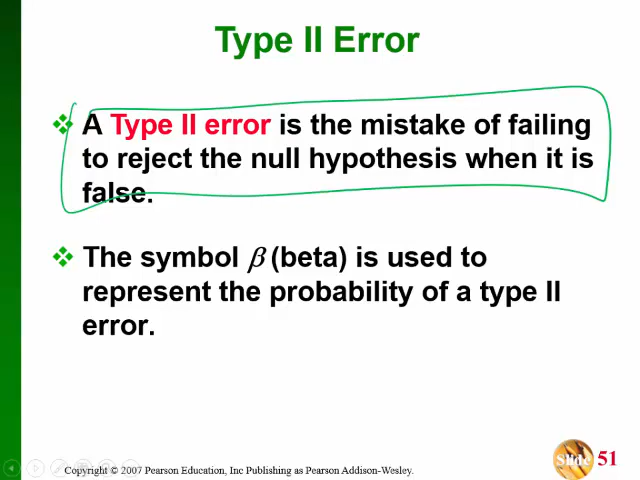 Type II Error
A Type II error is the mistake of failing
to reject the null hypothesis when it is
false.
The symbol β (beta) is used to
represent the probability of a type II
error.
Copyright © 2007 Pearson Education, Inc Publishing as Pearson Addison-Wesley.
Slide 51